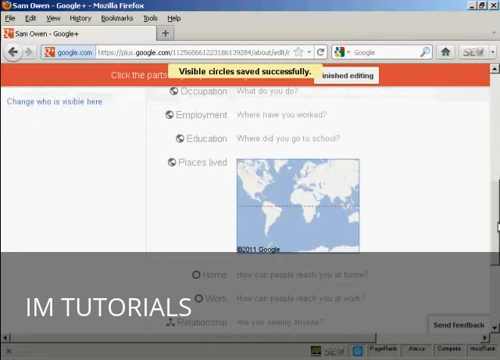 Sam Owen - Google+ - Mozilla Firefox
File Edit View History Bookmarks Tools Help
Sam Owen - Google+
google.com https://plus.google.com/112568661223186139284/about/edit/r Google
Click the parts
Visible circles saved successfully.
inished editing
Occupation What do you do?
Change who is visible here
Employment Where have you worked?
Education Where did you go to school?
Places lived
©2011 Google
Home How can people reach you at home?
IM TUTORIALS
Work How can people reach you at work?
Relationship Are you seeing anyone?
Send feedback
PageRank Alexa Compete mozRank